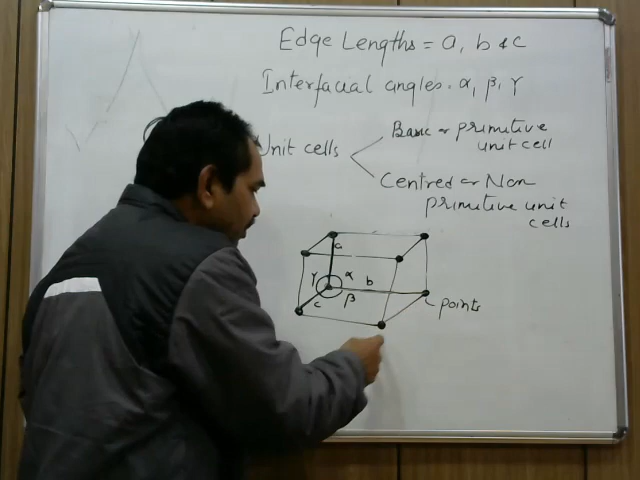 Edge Lengths = a, b & c
Interfacial angles. α, β, γ
Unit cells
Basic or primitive
unit cell
Centred or Non
primitive unit
cells
a
γ α b
c β
points